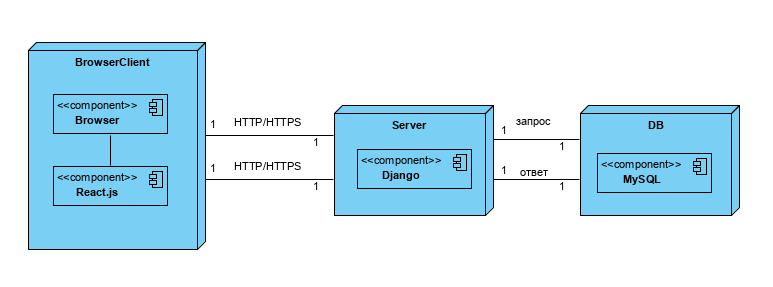 BrowserClient
<<component>>
Browser
<<component>>
React.js
1
HTTP/HTTPS
1
1
HTTP/HTTPS
1
Server
<<component>>
Django
1
запрос
1
1
ответ
1
DB
<<component>>
MySQL